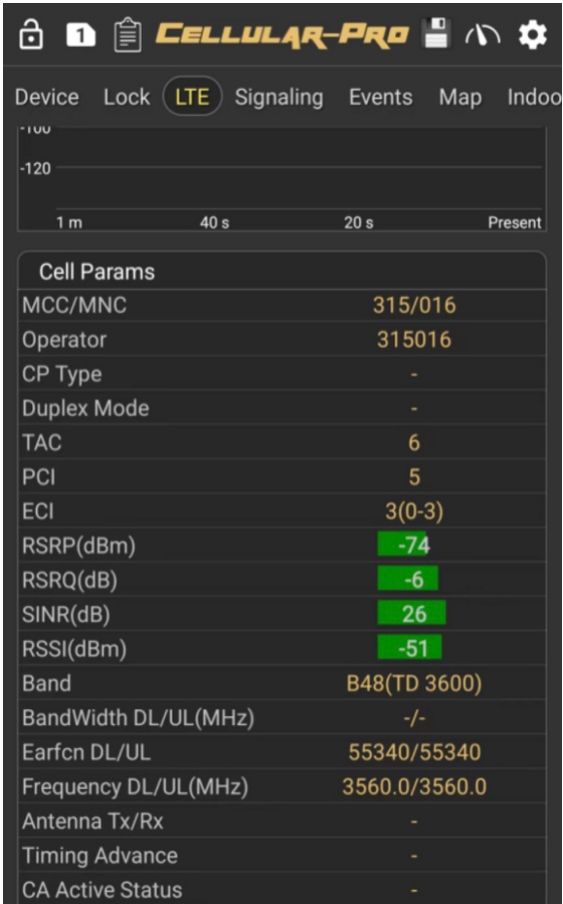 1 CELLULAR-PRO
Device Lock LTE Signaling Events Map Indoo
-100
-120
1 m 40 s 20 s Present
Cell Params
MCC/MNC 315/016
Operator 315016
CP Type -
Duplex Mode -
TAC 6
PCI 5
ECI 3(0-3)
RSRP(dBm) -74
RSRQ(dB) -6
SINR(dB) 26
RSSI(dBm) -51
Band B48(TD 3600)
BandWidth DL/UL(MHz) -/-
Earfcn DL/UL 55340/55340
Frequency DL/UL(MHz) 3560.0/3560.0
Antenna Tx/Rx -
Timing Advance -
CA Active Status -